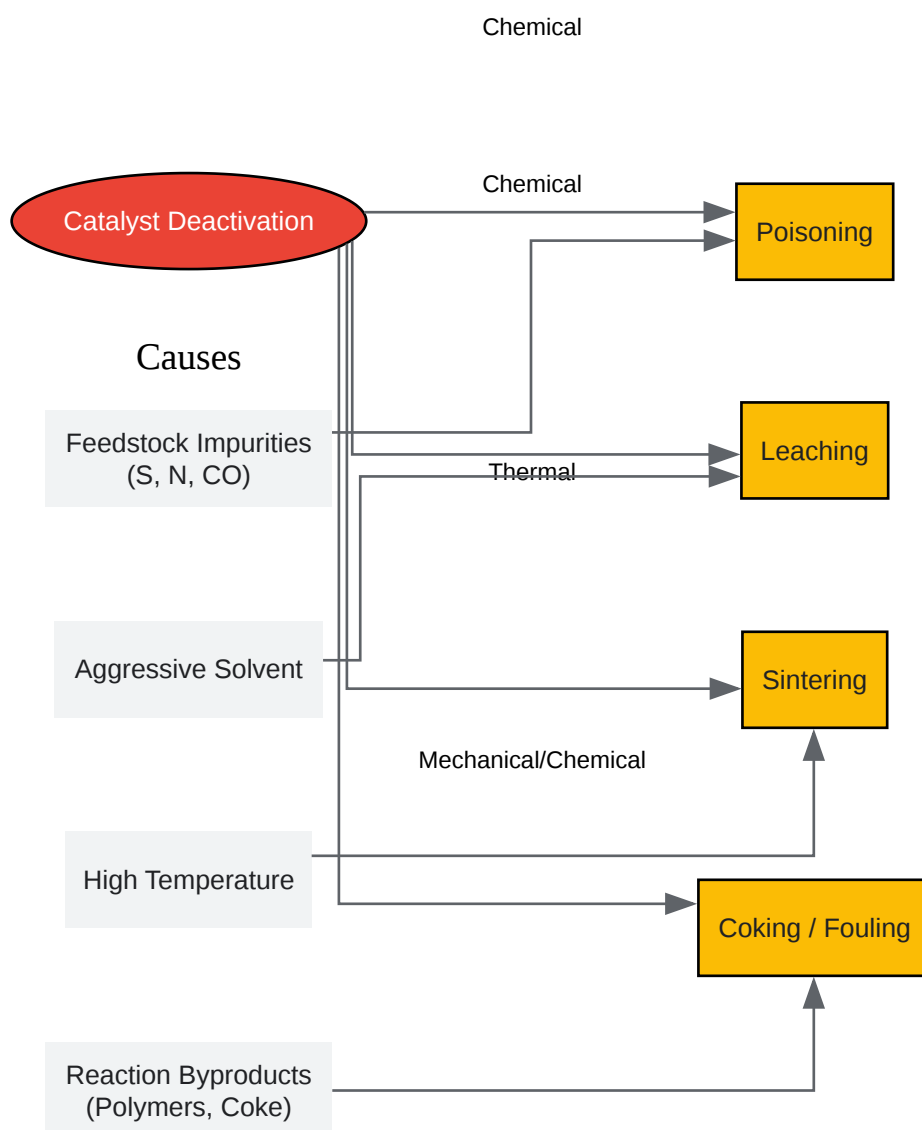 Chemical
Chemical
Catalyst Deactivation
Poisoning
Causes
Feedstock Impurities
(S, N, CO)
Leaching
Thermal
Aggressive Solvent
Sintering
Mechanical/Chemical
High Temperature
Coking / Fouling
Reaction Byproducts
(Polymers, Coke)